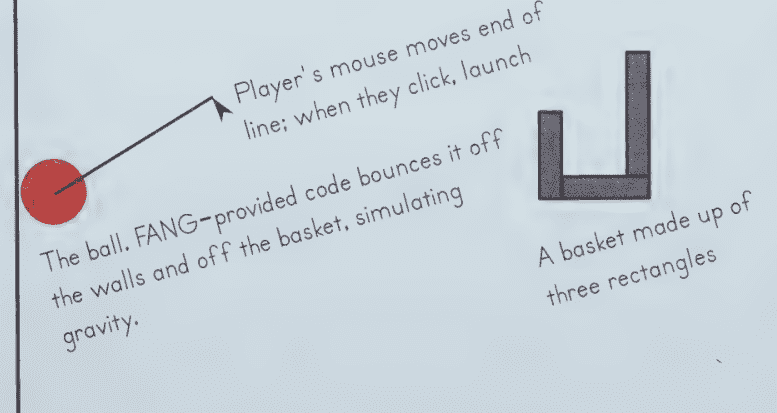 Player's mouse moves end of
line; when they click, launch
The ball. FANG-provided code bounces it off
the walls and off the basket, simulating
gravity.
A basket made up of
three rectangles